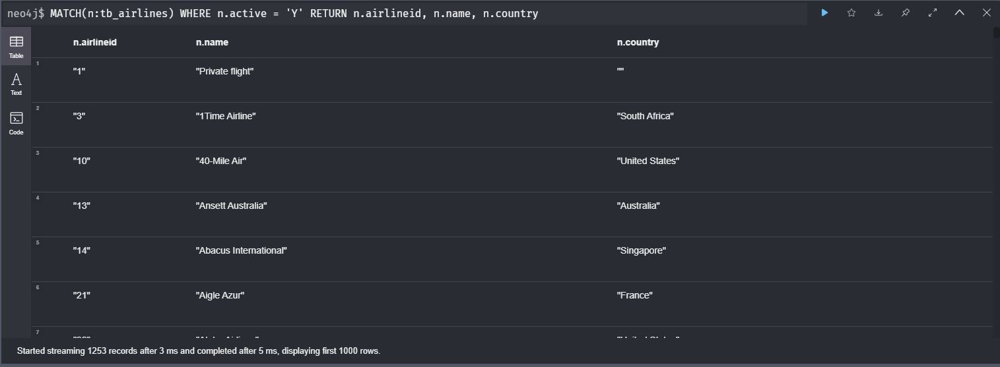 neo4j$ MATCH(n:tb_airlines) WHERE n.active = 'Y' RETURN n.airlineid, n.name, n.country
Table
Text
Code
n.airlineid n.name n.country
1 "1" "Private flight" ""
2 "3" "1Time Airline" "South Africa"
3 "10" "40-Mile Air" "United States"
4 "13" "Ansett Australia" "Australia"
5 "14" "Abacus International" "Singapore"
6 "21" "Aigle Azur" "France"
7
Started streaming 1253 records after 3 ms and completed after 5 ms, displaying first 1000 rows.